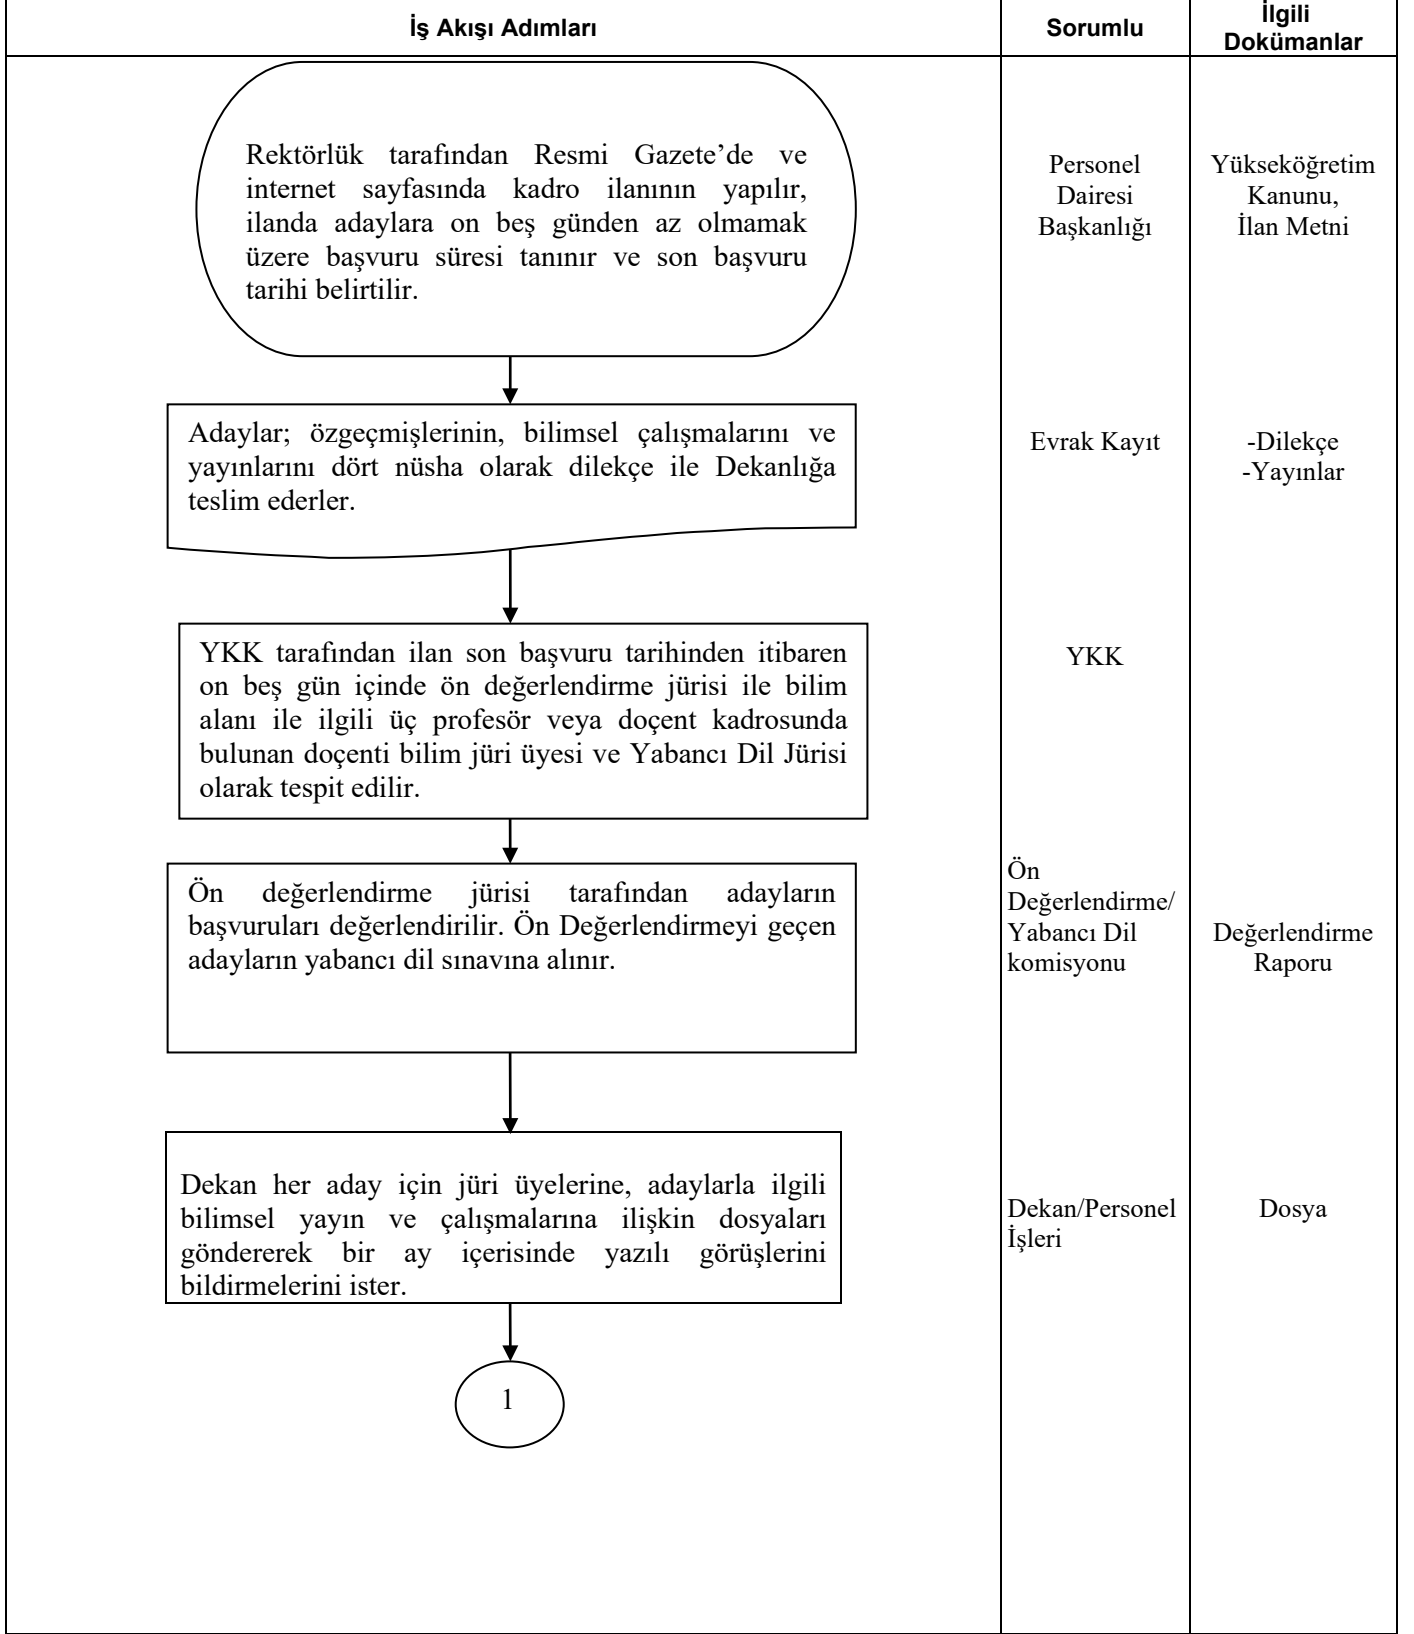 İş Akışı Adımları
Sorumlu
İlgili
Dokümanlar
Rektörlük tarafından Resmi Gazete’de ve
internet sayfasında kadro ilanının yapılır,
ilanda adaylara on beş günden az olmamak
üzere başvuru süresi tanınır ve son başvuru
tarihi belirtilir.
Personel
Dairesi
Başkanlığı
Yükseköğretim
Kanunu,
İlan Metni
Adaylar; özgeçmişlerinin, bilimsel çalışmalarını ve
yayınlarını dört nüsha olarak dilekçe ile Dekanlığa
teslim ederler.
Evrak Kayıt
-Dilekçe
-Yayınlar
YKK tarafından ilan son başvuru tarihinden itibaren
on beş gün içinde ön değerlendirme jürisi ile bilim
alanı ile ilgili üç profesör veya doçent kadrosunda
bulunan doçenti bilim jüri üyesi ve Yabancı Dil Jürisi
olarak tespit edilir.
YKK
Ön değerlendirme jürisi tarafından adayların
başvuruları değerlendirilir. Ön Değerlendirmeyi geçen
adayların yabancı dil sınavına alınır.
Ön
Değerlendirme/
Yabancı Dil
komisyonu
Değerlendirme
Raporu
Dekan her aday için jüri üyelerine, adaylarla ilgili
bilimsel yayın ve çalışmalarına ilişkin dosyaları
göndererek bir ay içerisinde yazılı görüşlerini
bildirmelerini ister.
Dekan/Personel
İşleri
Dosya
1